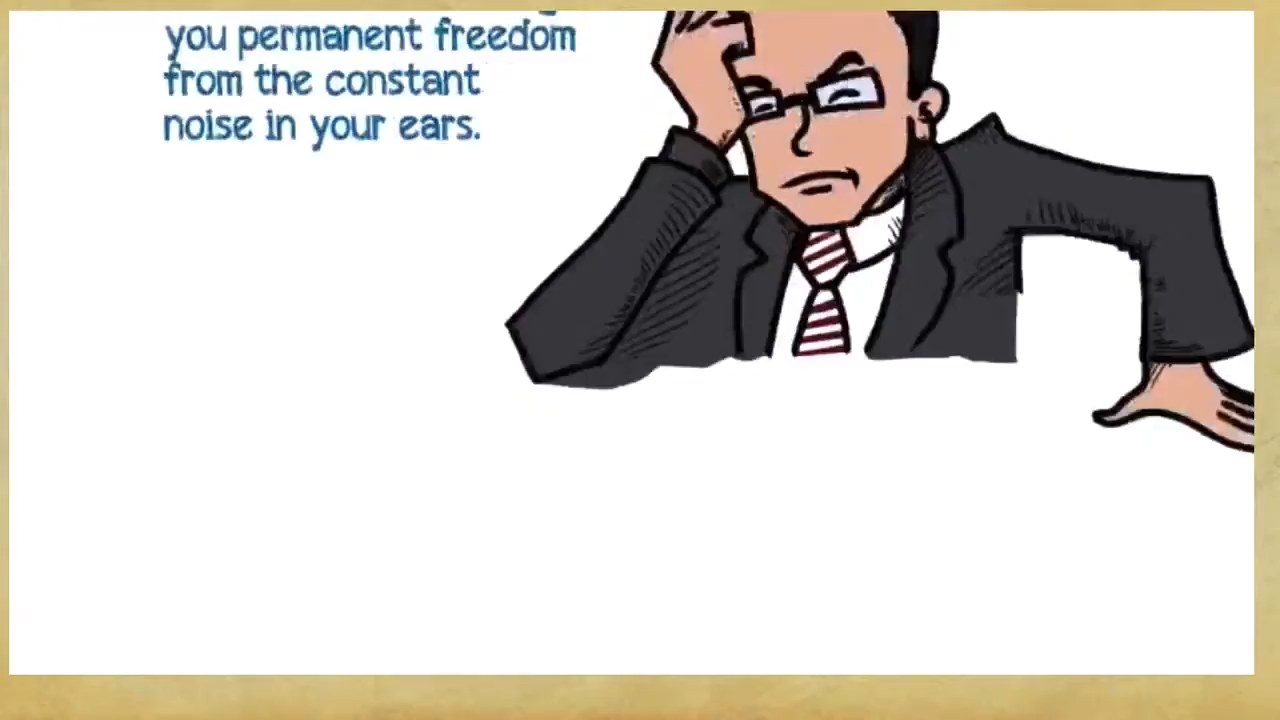 you permanent freedom
from the constant
noise in your ears.